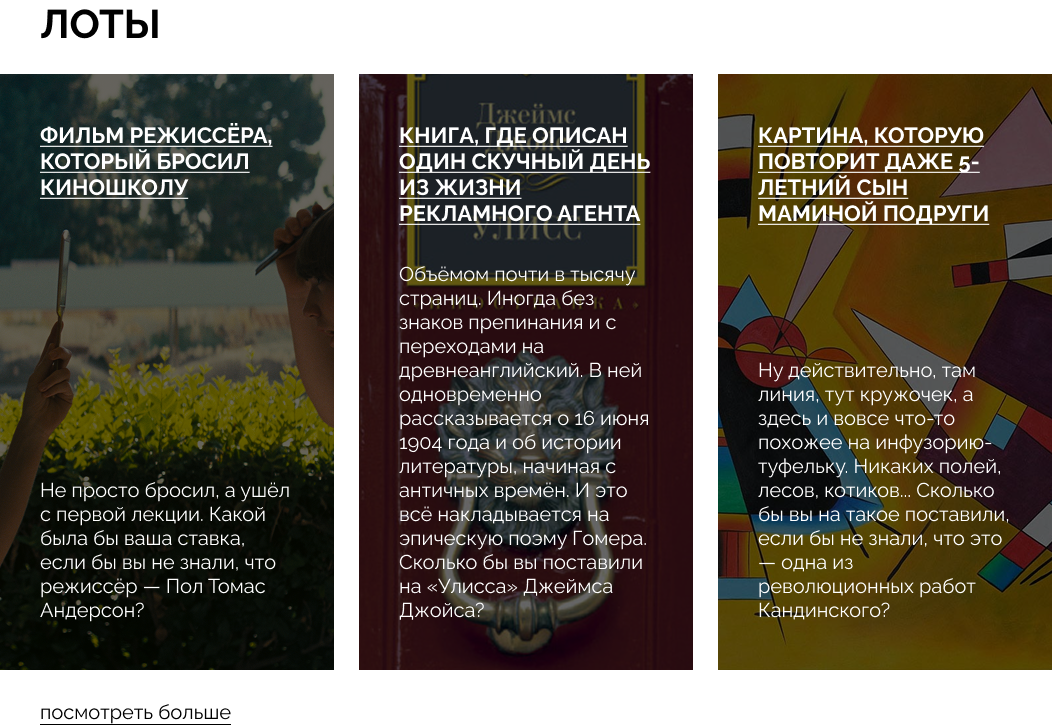 ЛОТЫ
ФИЛЬМ РЕЖИССЁРА,
КОТОРЫЙ БРОСИЛ
КИНОШКОЛУ
Не просто бросил, а ушёл
с первой лекции. Какой
была бы ваша ставка,
если бы вы не знали, что
режиссёр — Пол Томас
Андерсон?
Джеймс
УЛИСС
КНИГА, ГДЕ ОПИСАН
ОДИН СКУЧНЫЙ ДЕНЬ
ИЗ ЖИЗНИ
РЕКЛАМНОГО АГЕНТА
Объёмом почти в тысячу
страниц. Иногда без
знаков препинания и с
переходами на
древнеанглийский. В ней
одновременно
рассказывается о 16 июня
1904 года и об истории
литературы, начиная с
античных времён. И это
всё накладывается на
эпическую поэму Гомера.
Сколько бы вы поставили
на «Улисса» Джеймса
Джойса?
КАРТИНА, КОТОРУЮ
ПОВТОРИТ ДАЖЕ 5-
ЛЕТНИЙ СЫН
МАМИНОЙ ПОДРУГИ
Ну действительно, там
линия, тут кружочек, а
здесь и вовсе что-то
похожее на инфузорию-
туфельку. Никаких полей,
лесов, котиков... Сколько
бы вы на такое поставили,
если бы не знали, что это
— одна из
революционных работ
Кандинского?
посмотреть больше